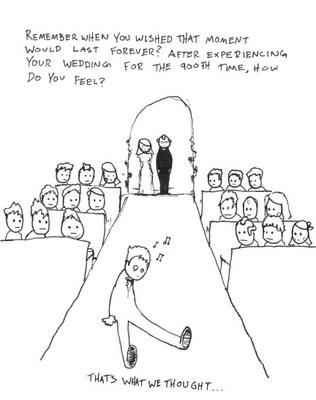 REMEMBER WHEN YOU WISHED THAT MOMENT
WOULD LAST FOREVER? AFTER EXPERIENCING
YOUR WEDDING FOR THE 900TH TIME, HOW
DO YOU FEEL?
THATS WHAT WE THOUGHT...